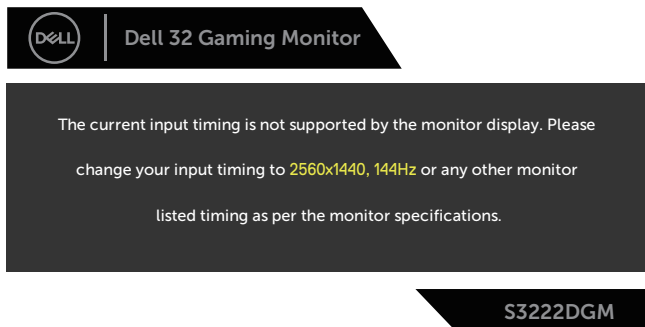 DELL
Dell 32 Gaming Monitor
The current input timing is not supported by the monitor display. Please
change your input timing to 2560x1440, 144Hz or any other monitor
listed timing as per the monitor specifications.
S3222DGM